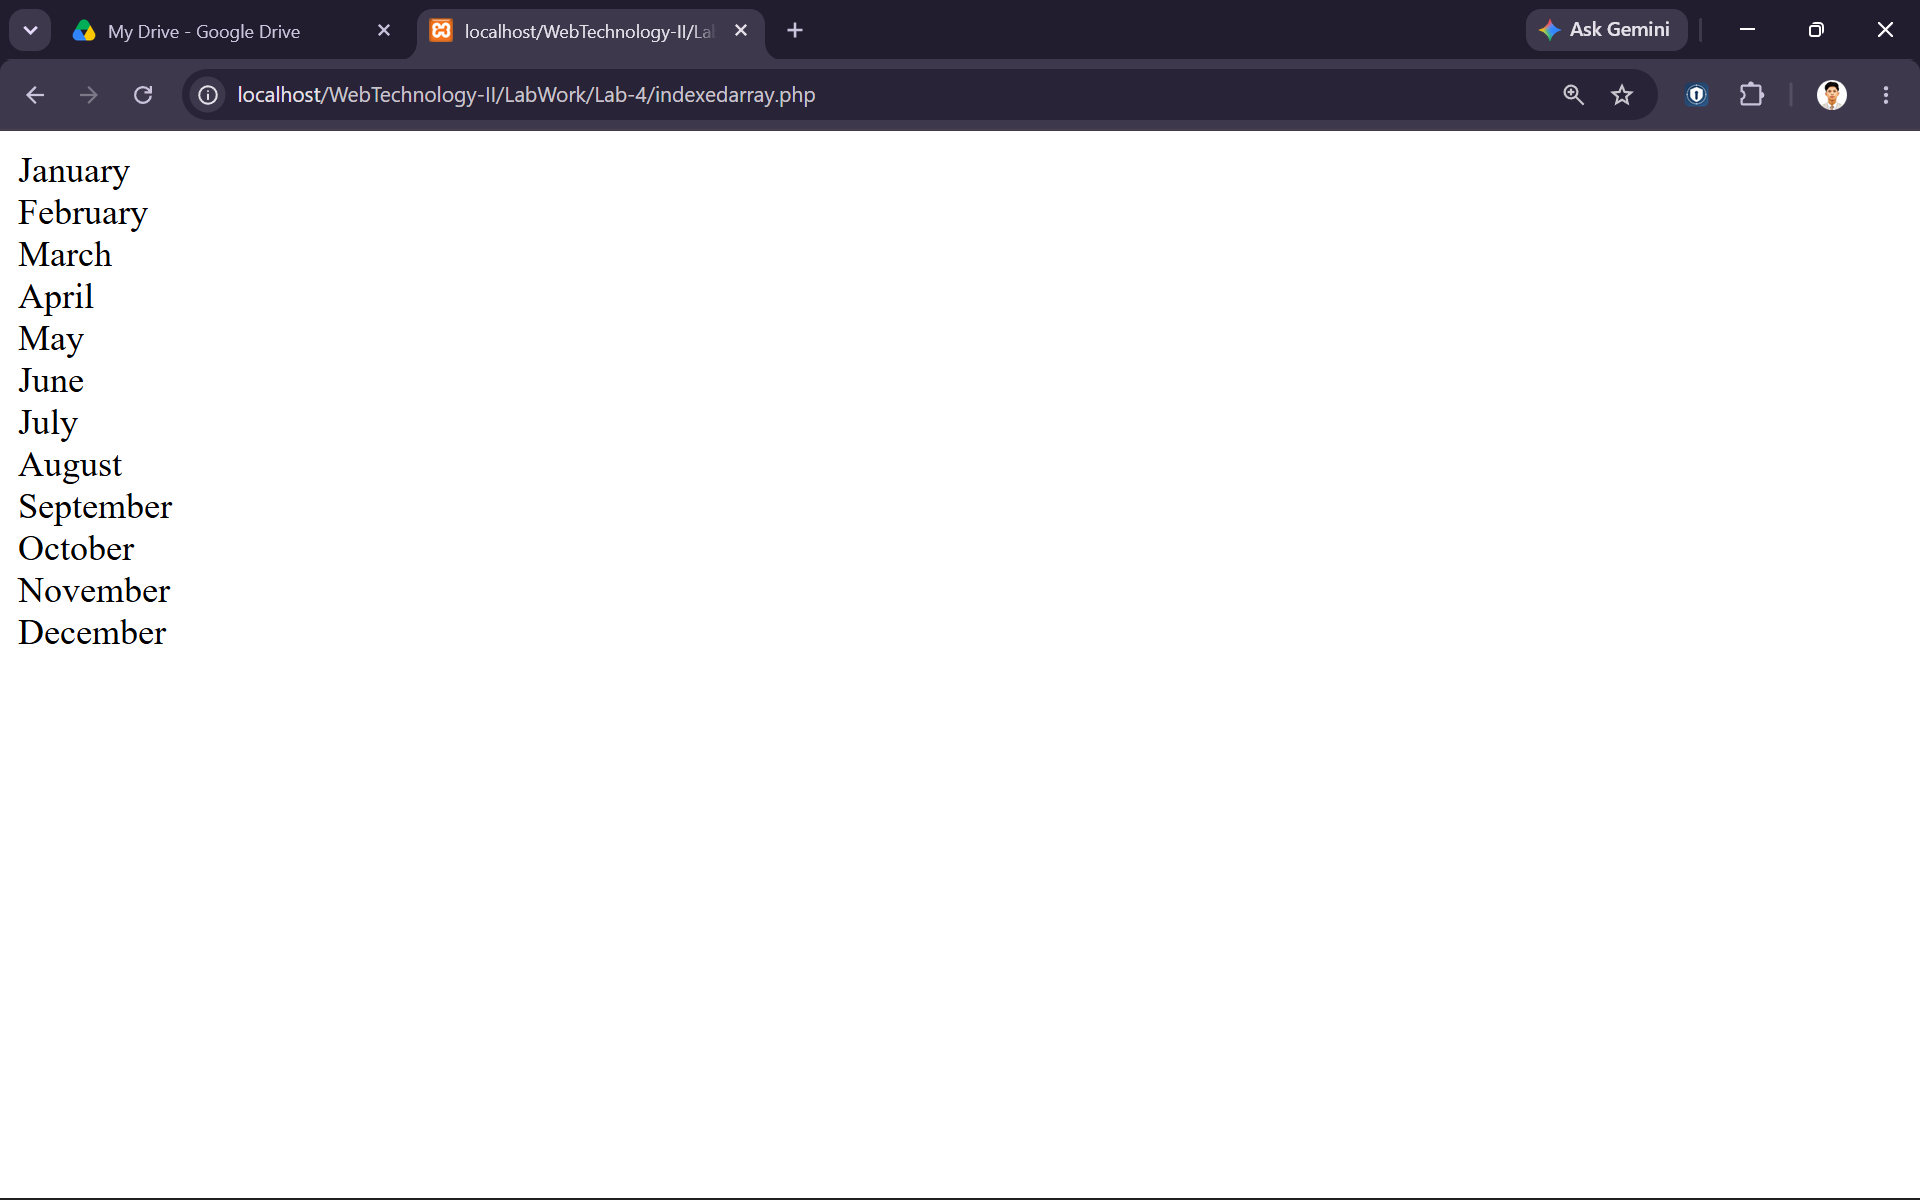 My Drive - Google Drive
localhost/WebTechnology-II/La
Ask Gemini
localhost/WebTechnology-II/LabWork/Lab-4/indexedarray.php
January
February
March
April
May
June
July
August
September
October
November
December